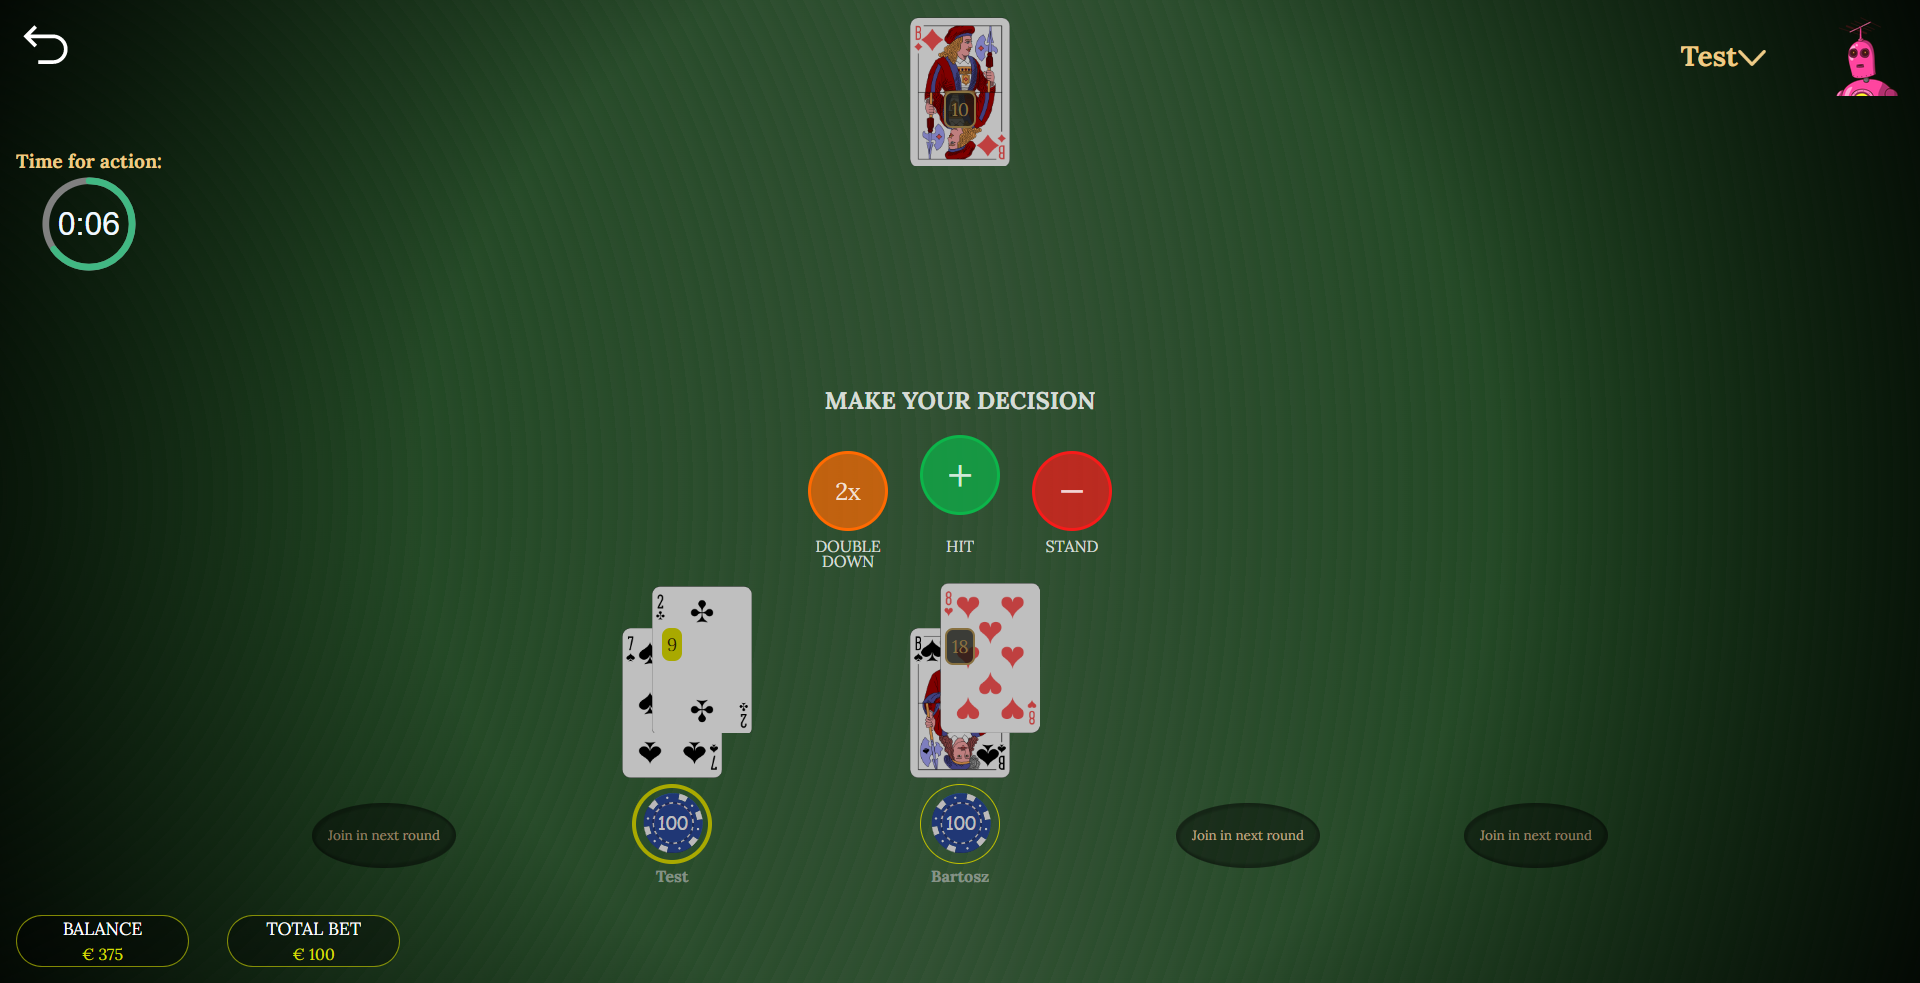 B
10
B
Test
Time for action:
0:06
MAKE YOUR DECISION
2x
DOUBLE
DOWN
HIT
STAND
2
7
9
2
7
8
B
18
8
B
100
100
Join in next round
Join in next round
Join in next round
Test
Bartosz
BALANCE
€ 375
TOTAL BET
€ 100